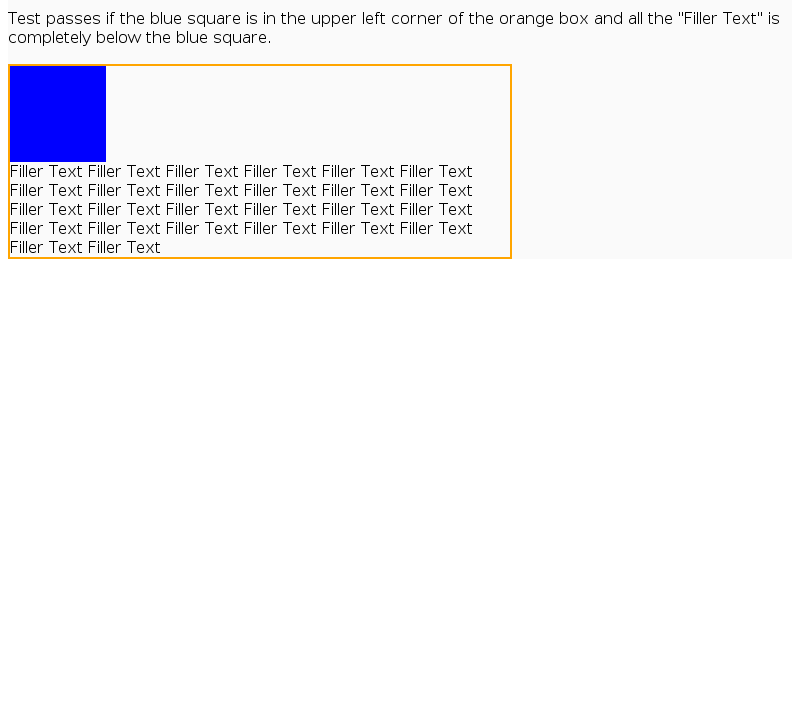 Test passes if the blue square is in the upper left corner of the orange box and all the "Filler Text" is
completely below the blue square.
Filler Text Filler Text Filler Text Filler Text Filler Text Filler Text
Filler Text Filler Text Filler Text Filler Text Filler Text Filler Text
Filler Text Filler Text Filler Text Filler Text Filler Text Filler Text
Filler Text Filler Text Filler Text Filler Text Filler Text Filler Text
Filler Text Filler Text